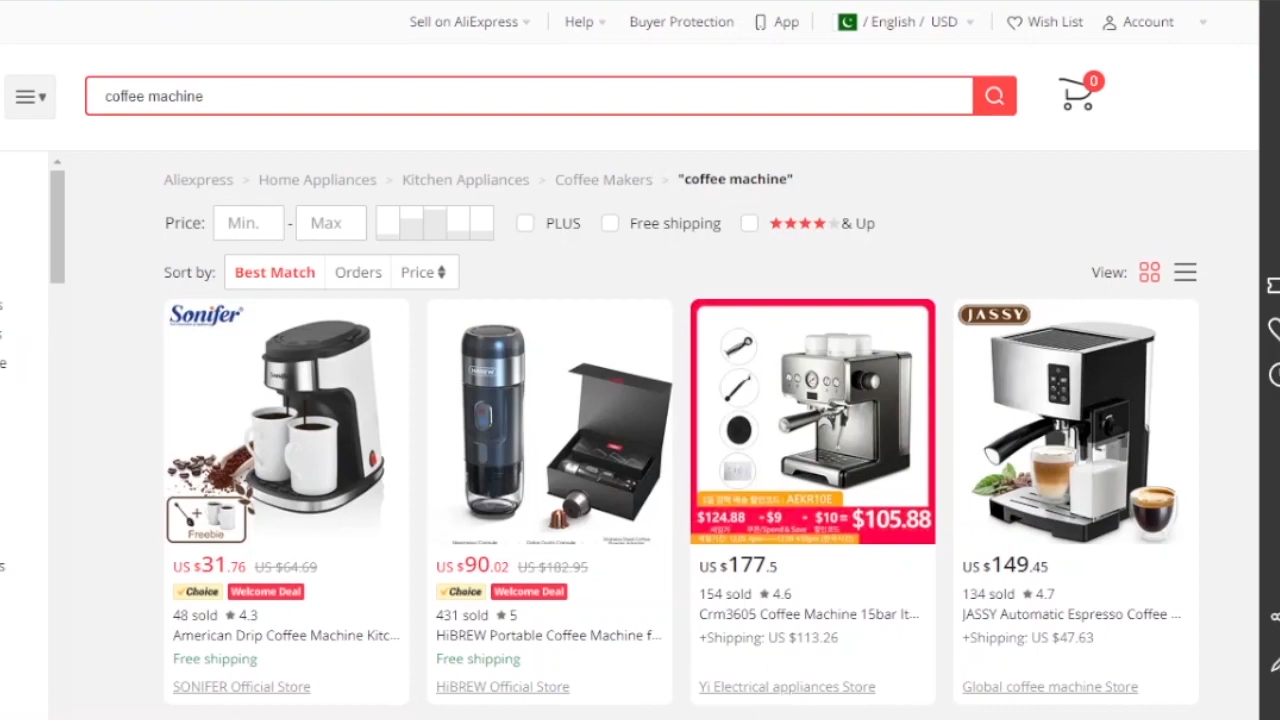 Sell on AliExpress
Help
Buyer Protection
App
/ English / USD
Wish List
Account
coffee machine
0
Aliexpress > Home Appliances > Kitchen Appliances > Coffee Makers > "coffee machine"
Price: Min. - Max
PLUS
Free shipping
& Up
Sort by: Best Match Orders Price
View:
Sonifer
Freebie
US $31.76 US $64.69
Choice Welcome Deal
48 sold ★ 4.3
American Drip Coffee Machine Kitc...
Free shipping
SONIFER Official Store
HiBREW
US $90.02 US $182.95
Choice Welcome Deal
431 sold ★ 5
HiBREW Portable Coffee Machine f...
Free shipping
HiBREW Official Store
AEKR10E
$124.88 - $9 - $10 = $105.88
US $177.5
154 sold ★ 4.6
Crm3605 Coffee Machine 15bar It...
+Shipping: US $113.26
Yi Electrical appliances Store
JASSY
US $149.45
134 sold ★ 4.7
JASSY Automatic Espresso Coffee ...
+Shipping: US $47.63
Global coffee machine Store